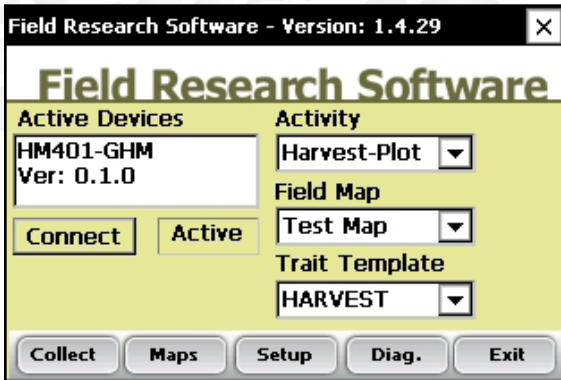 Field Research Software - Version: 1.4.29
Field Research Software
Active Devices
HM401-GHM
Ver: 0.1.0
Connect
Active
Activity
Harvest-Plot
Field Map
Test Map
Trait Template
HARVEST
Collect
Maps
Setup
Diag.
Exit